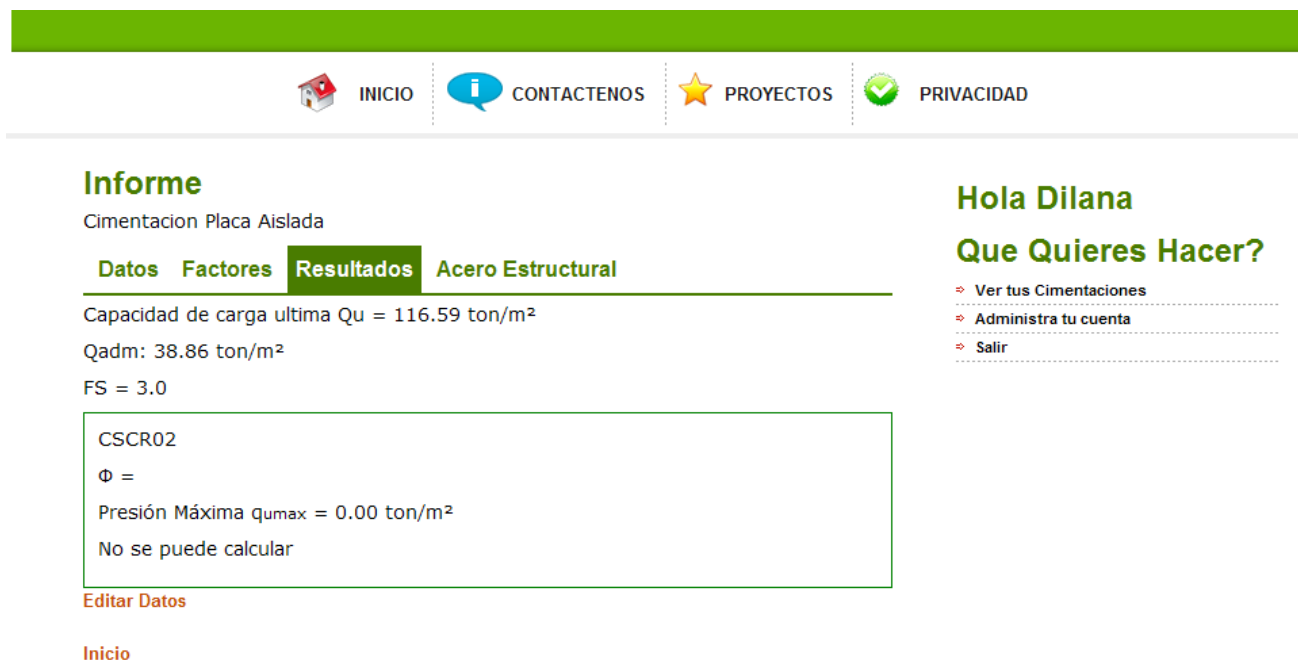 INICIO CONTACTENOS PROYECTOS PRIVACIDAD
Informe
Cimentacion Placa Aislada
Datos Factores Resultados Acero Estructural
Capacidad de carga ultima Qu = 116.59 ton/m²
Qadm: 38.86 ton/m²
FS = 3.0
CSCR02
Φ =
Presión Máxima qumax = 0.00 ton/m²
No se puede calcular
Editar Datos
Inicio
Hola Dilana
Que Quieres Hacer?
Ver tus Cimentaciones
Administra tu cuenta
Salir